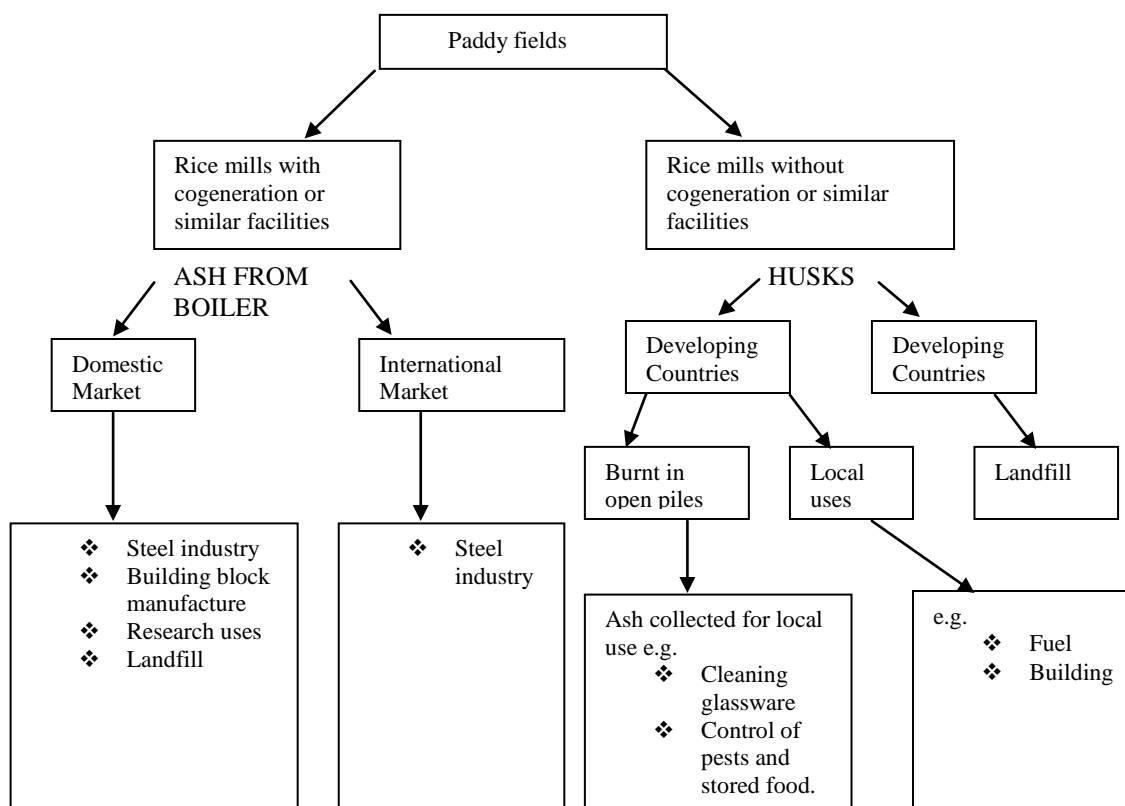 Paddy fields
Rice mills with
cogeneration or
similar facilities
Rice mills without
cogeneration or similar
facilities
ASH FROM
BOILER
HUSKS
Domestic
Market
International
Market
Developing
Countries
Developing
Countries
Burnt in
open piles
Local
uses
Landfill
❖ Steel industry
❖ Building block
manufacture
❖ Research uses
❖ Landfill
❖ Steel
industry
Ash collected for local
use e.g.
❖ Cleaning
glassware
❖ Control of
pests and
stored food.
e.g.
❖ Fuel
❖ Building